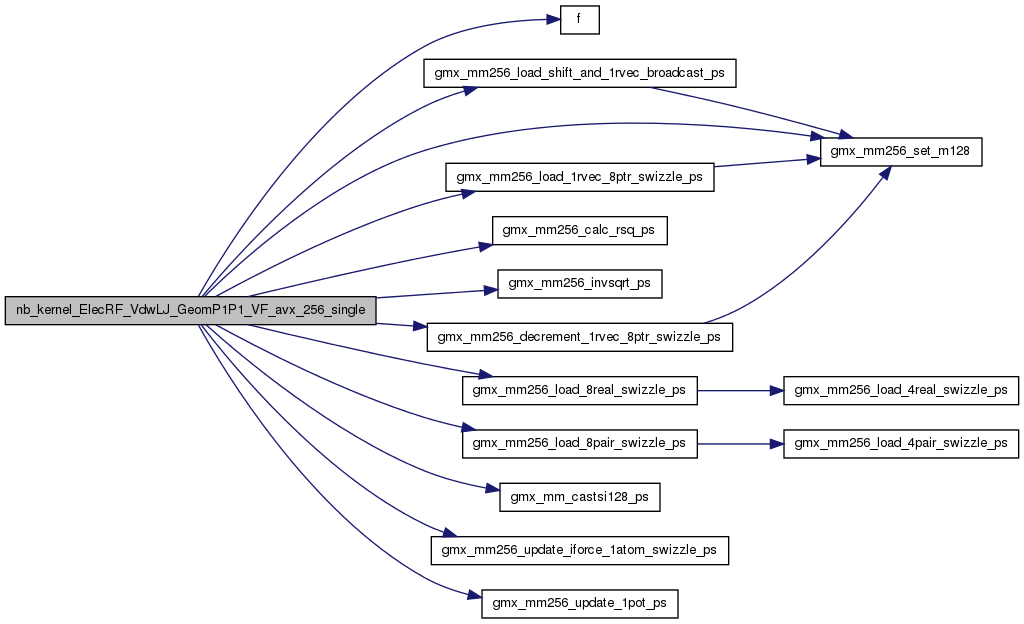 f
gmx_mm256_load_shift_and_1rvec_broadcast_ps
gmx_mm256_set_m128
gmx_mm256_load_1rvec_8ptr_swizzle_ps
gmx_mm256_calc_rsq_ps
gmx_mm256_invsqrt_ps
nb_kernel_ElecRF_VdwLJ_GeomP1P1_VF_avx_256_single
gmx_mm256_decrement_1rvec_8ptr_swizzle_ps
gmx_mm256_load_8real_swizzle_ps
gmx_mm256_load_4real_swizzle_ps
gmx_mm256_load_8pair_swizzle_ps
gmx_mm256_load_4pair_swizzle_ps
gmx_mm_castsi128_ps
gmx_mm256_update_iforce_1atom_swizzle_ps
gmx_mm256_update_1pot_ps